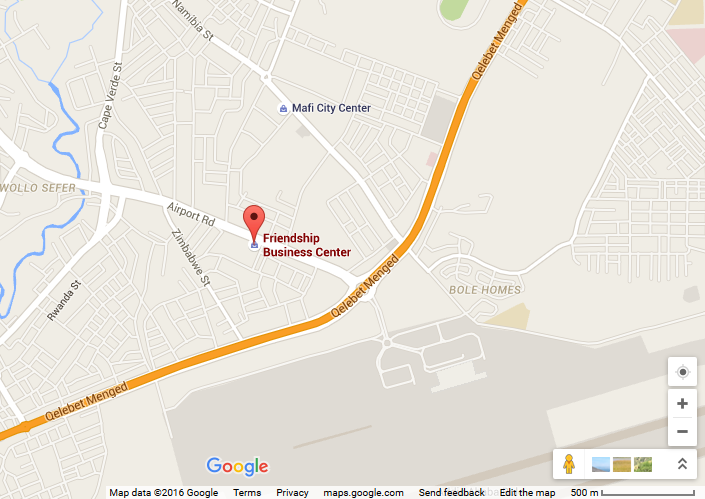 Namibia St
Qelebet Menged
Cape Verde St
Mafi City Center
WOLLO SEFER
Airport Rd
Friendship
Business Center
Zimbabwe St
Rwanda St
Qelebet Menged
BOLE HOMES
Qelebet Menged
Google
Map data ©2016 Google Terms Privacy maps.google.com Send feedback Edit the map 500 m